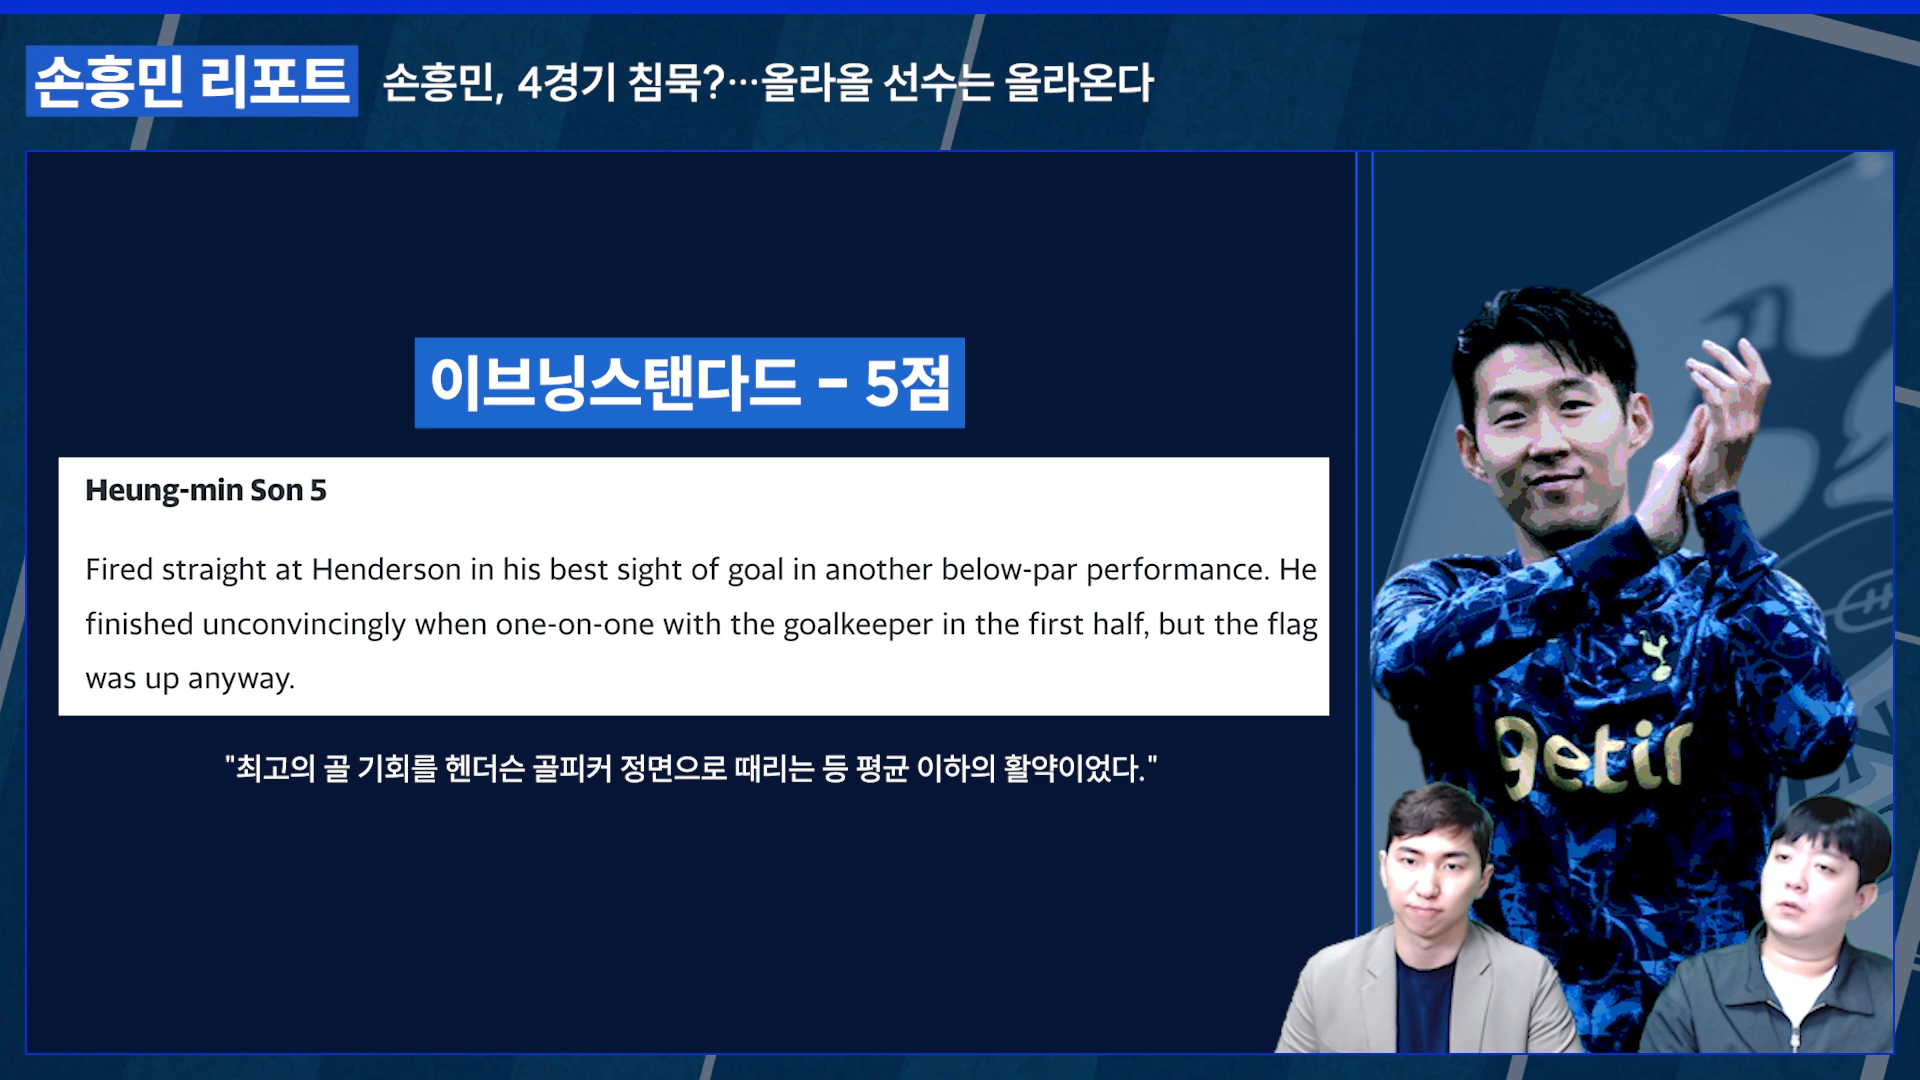 손흥민 리포트
손흥민, 4경기 침묵?···올라올 선수는 올라온다
이브닝스탠다드 - 5점
Heung-min Son 5
Fired straight at Henderson in his best sight of goal in another below-par performance. He
finished unconvincingly when one-on-one with the goalkeeper in the first half, but the flag
was up anyway.
"최고의 골 기회를 헨더슨 골피커 정면으로 때리는 등 평균 이하의 활약이었다."
getir